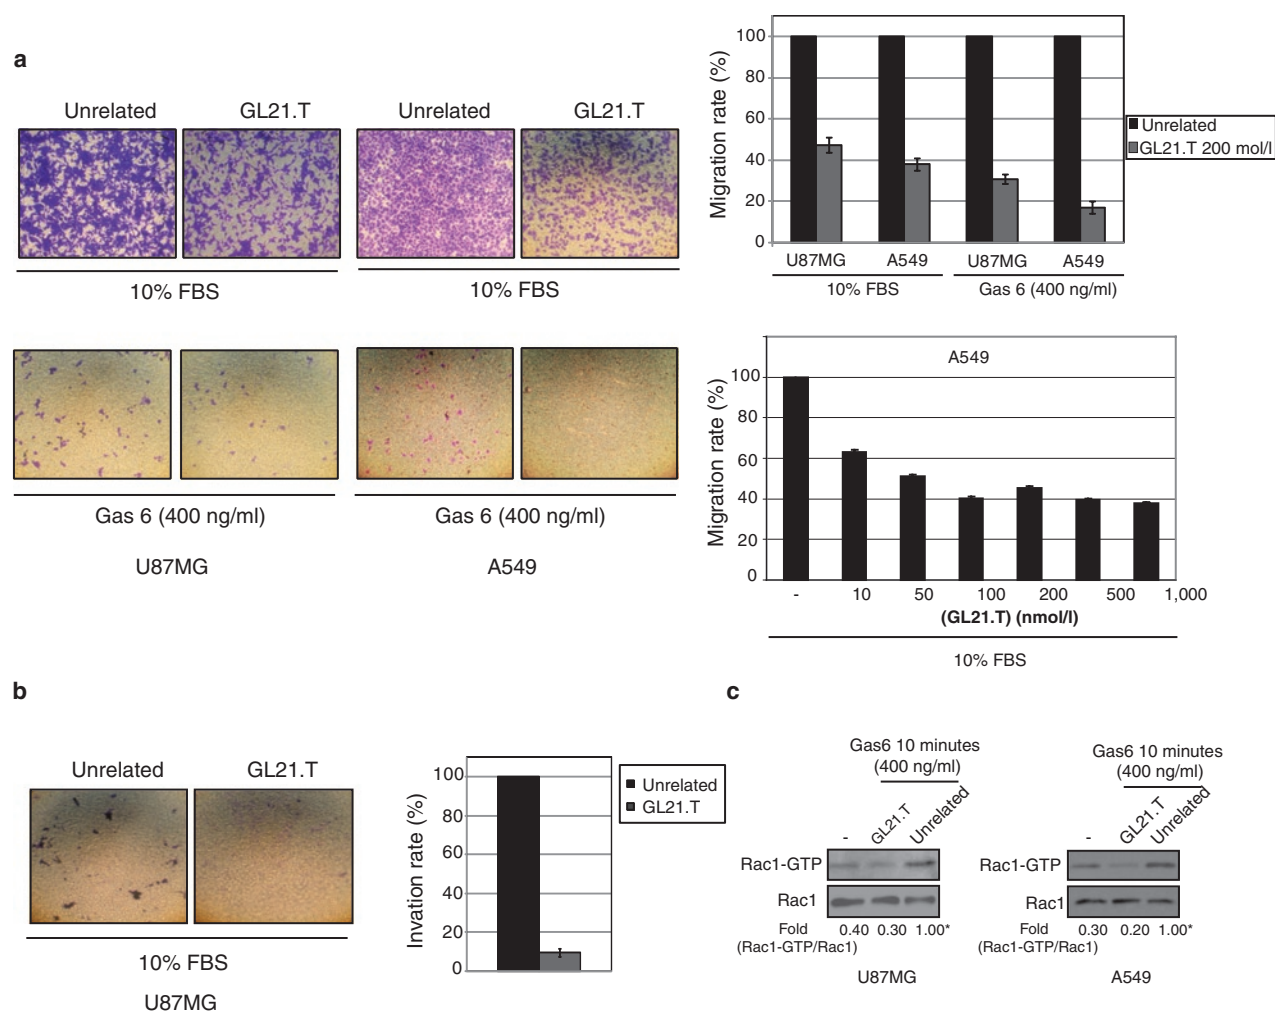 a
Unrelated
GL21.T
Unrelated
GL21.T
10% FBS
10% FBS
Gas 6 (400 ng/ml)
Gas 6 (400 ng/ml)
U87MG
A549
Migration rate (%)
100
80
60
40
20
0
U87MG
A549
U87MG
A549
10% FBS
Gas 6 (400 ng/ml)
Unrelated
GL21.T 200 mol/l
A549
Migration rate (%)
100
80
60
40
20
0
- 10 50 100 200 500 1,000
(GL21.T) (nmol/l)
10% FBS
b
Unrelated
GL21.T
10% FBS
U87MG
Invation rate (%)
100
80
60
40
20
0
Unrelated
GL21.T
c
Gas6 10 minutes
(400 ng/ml)
- GL21.T Unrelated
Rac1-GTP
Rac1
Fold 0.40 0.30 1.00*
(Rac1-GTP/Rac1)
U87MG
Gas6 10 minutes
(400 ng/ml)
- GL21.T Unrelated
Rac1-GTP
Rac1
Fold 0.30 0.20 1.00*
(Rac1-GTP/Rac1)
A549